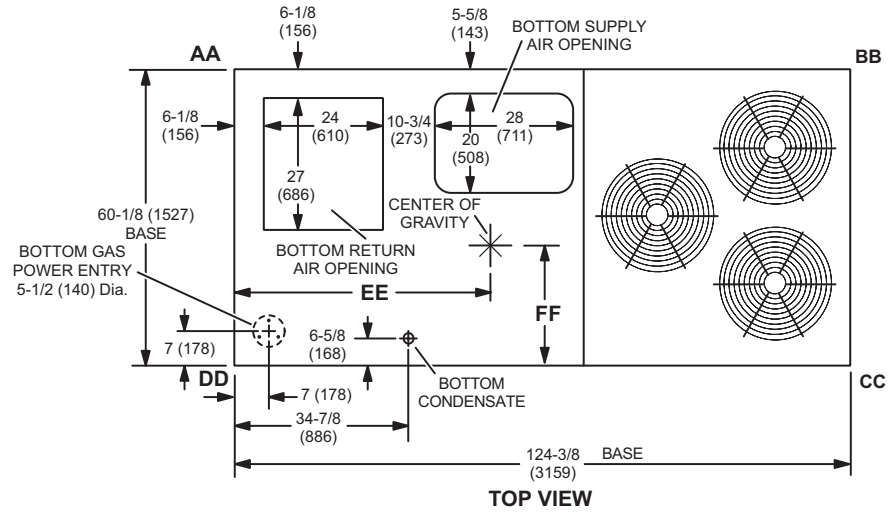 6-1/8
(156)
5-5/8
(143)
BOTTOM SUPPLY
AIR OPENING
AA
BB
6-1/8
(156)
24
(610)
10-3/4
(273)
28
(711)
20
(508)
27
(686)
CENTER OF
GRAVITY
60-1/8 (1527)
BASE
BOTTOM GAS
POWER ENTRY
5-1/2 (140) Dia.
BOTTOM RETURN
AIR OPENING
EE
FF
7 (178)
6-5/8
(168)
DD
7 (178)
BOTTOM
CONDENSATE
CC
34-7/8
(886)
124-3/8
(3159)
BASE
TOP VIEW